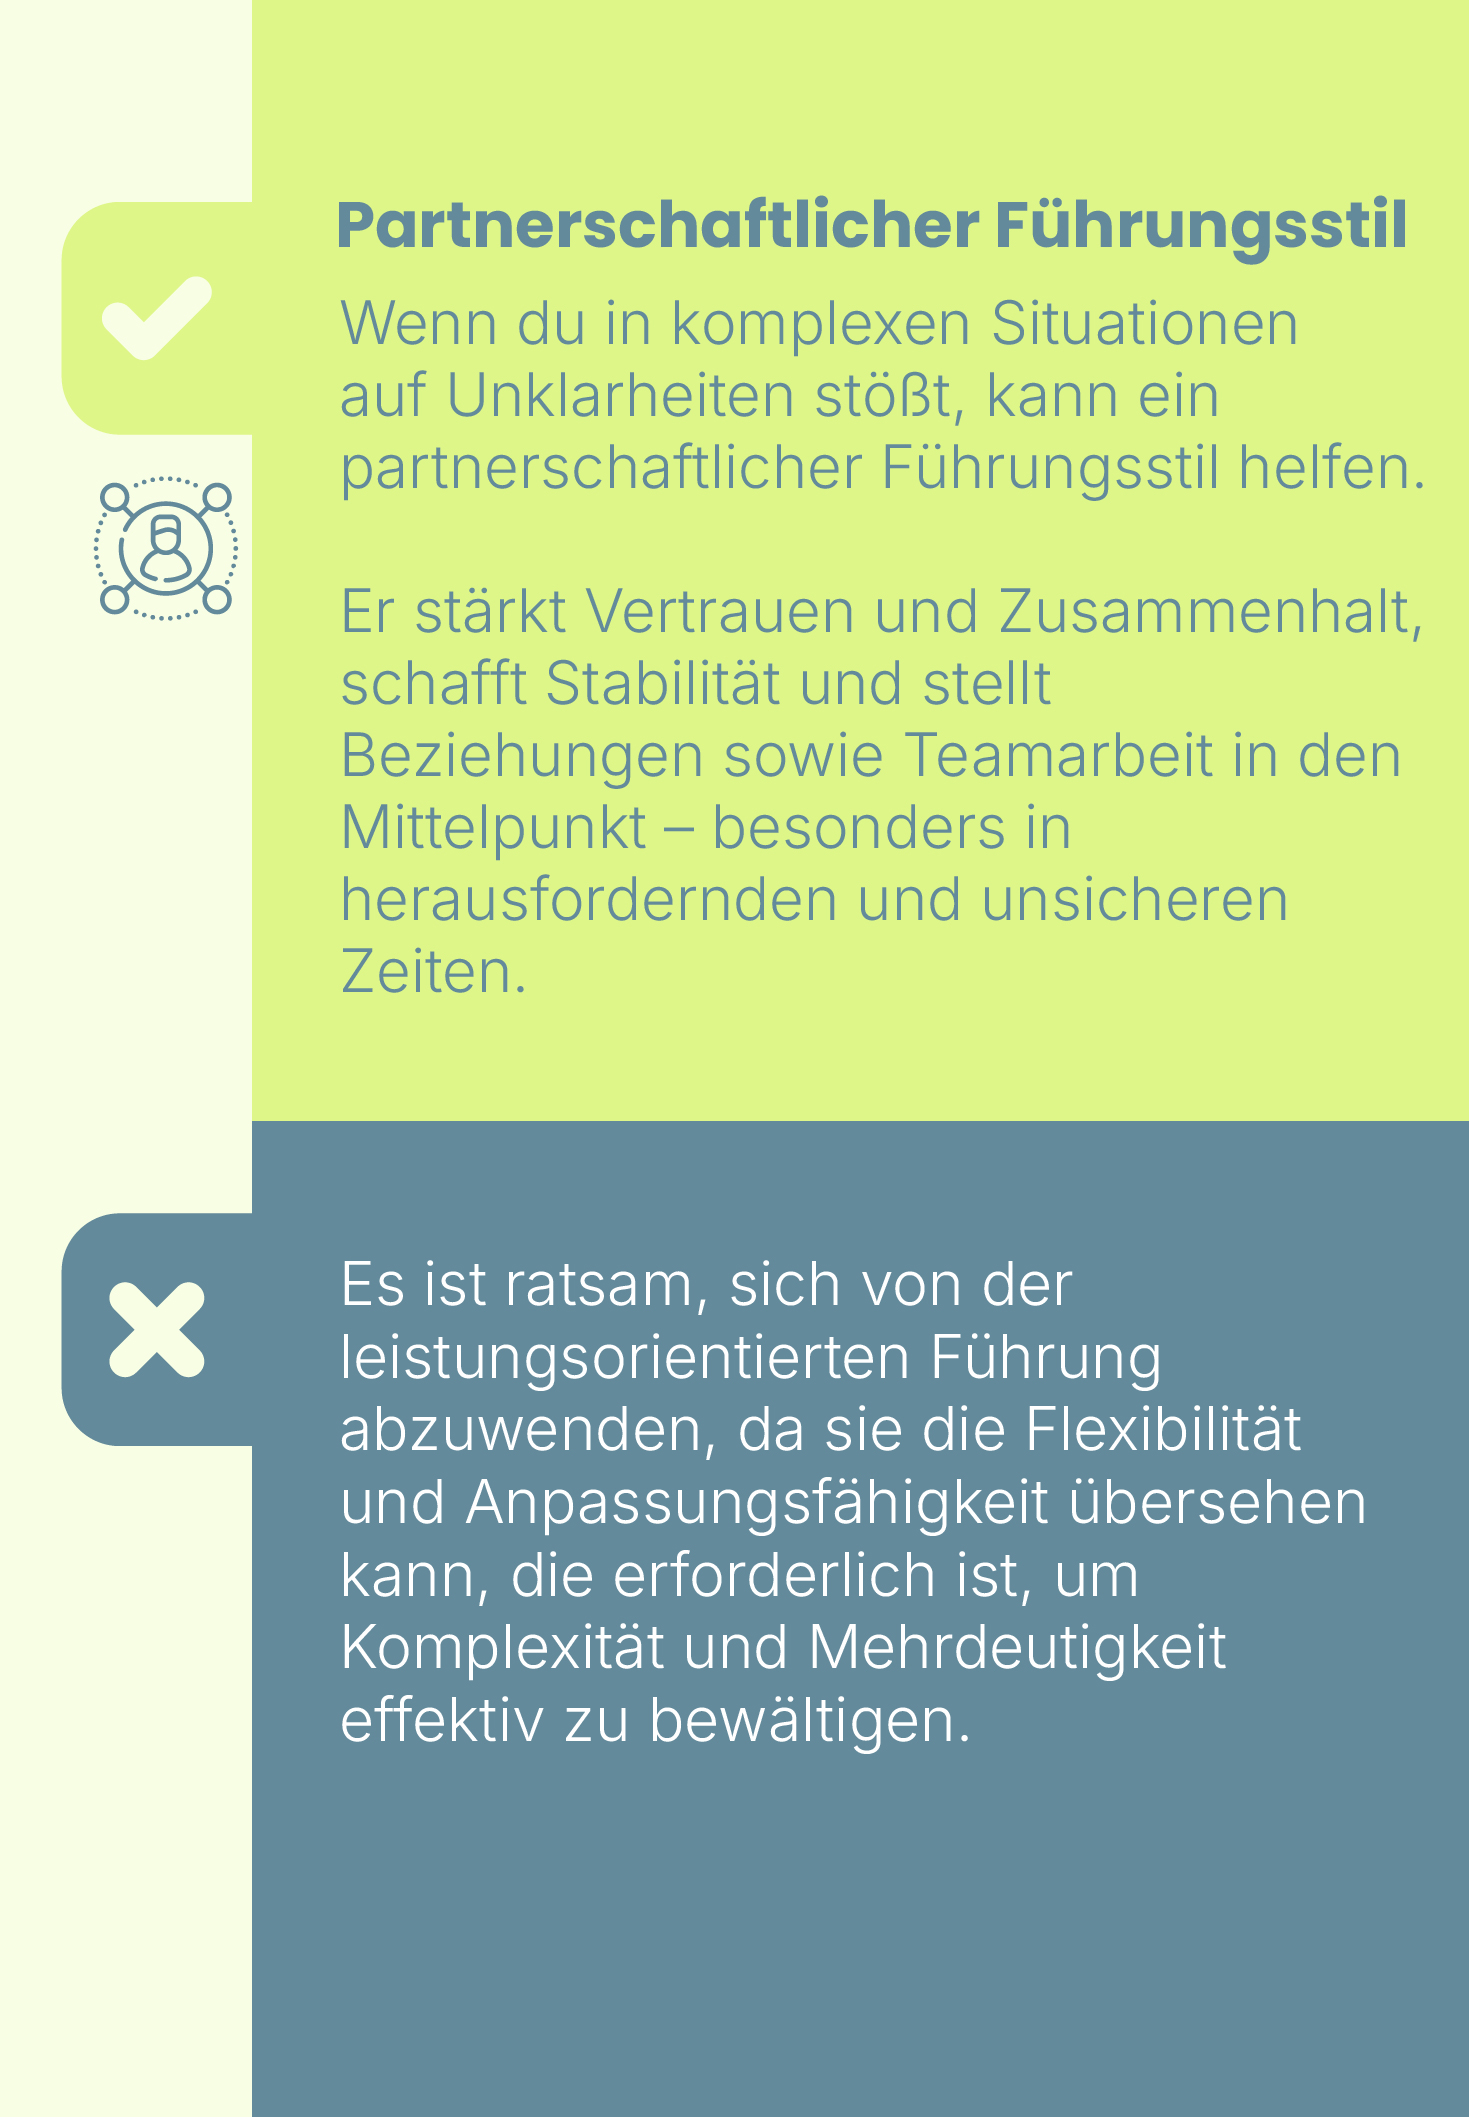 Partnerschaftlicher Führungsstil
Wenn du in komplexen Situationen
auf Unklarheiten stößt, kann ein
partnerschaftlicher Führungsstil helfen.
Er stärkt Vertrauen und Zusammenhalt,
schafft Stabilität und stellt
Beziehungen sowie Teamarbeit in den
Mittelpunkt – besonders in
herausfordernden und unsicheren
Zeiten.
Es ist ratsam, sich von der
leistungsorientierten Führung
abzuwenden, da sie die Flexibilität
und Anpassungsfähigkeit übersehen
kann, die erforderlich ist, um
Komplexität und Mehrdeutigkeit
effektiv zu bewältigen.